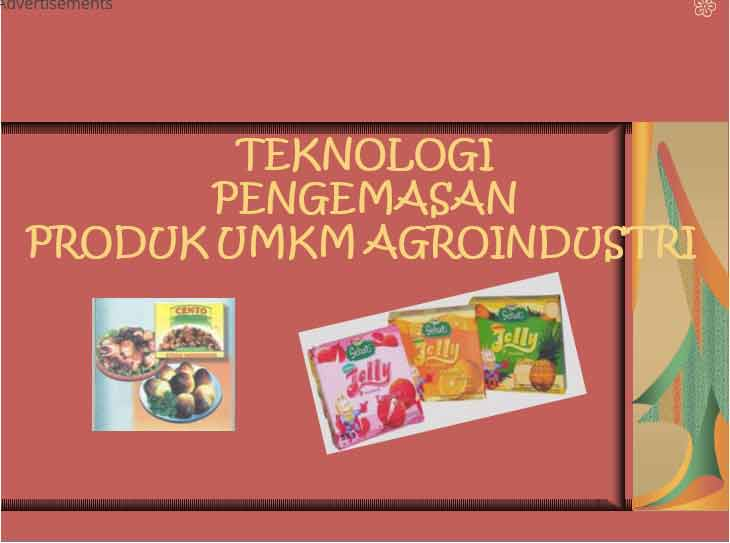 Advertisements
TEKNOLOGI
PENGEMASAN
PRODUK UMKM AGROINDUSTRI
CENTO
Jelly
Jelly
Jelly